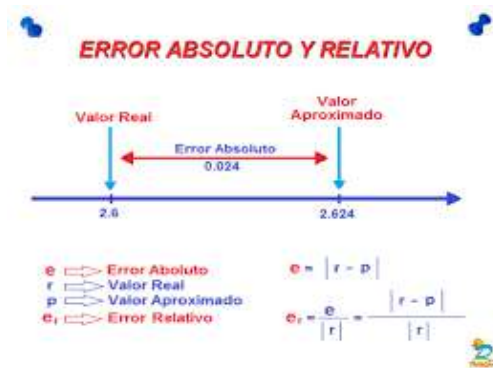 ERROR ABSOLUTO Y RELATIVO
Valor Real
Valor
Aproximado
Error Absoluto
0.024
2.6
2.624
e ⇨ Error Aboluto
r ⇨ Valor Real
p ⇨ Valor Aproximado
eᵣ ⇨ Error Relativo
e = | r - p |
eᵣ = e / | r | = | r - p | / | r |